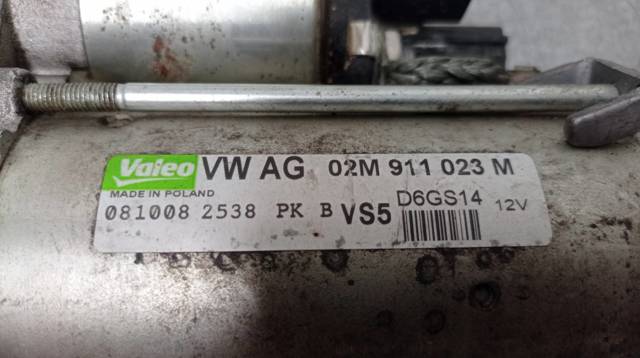 Valeo VW AG 02M 911 023 M
MADE IN POLAND
081008 2538 PK B VS5 D6GS14 12V